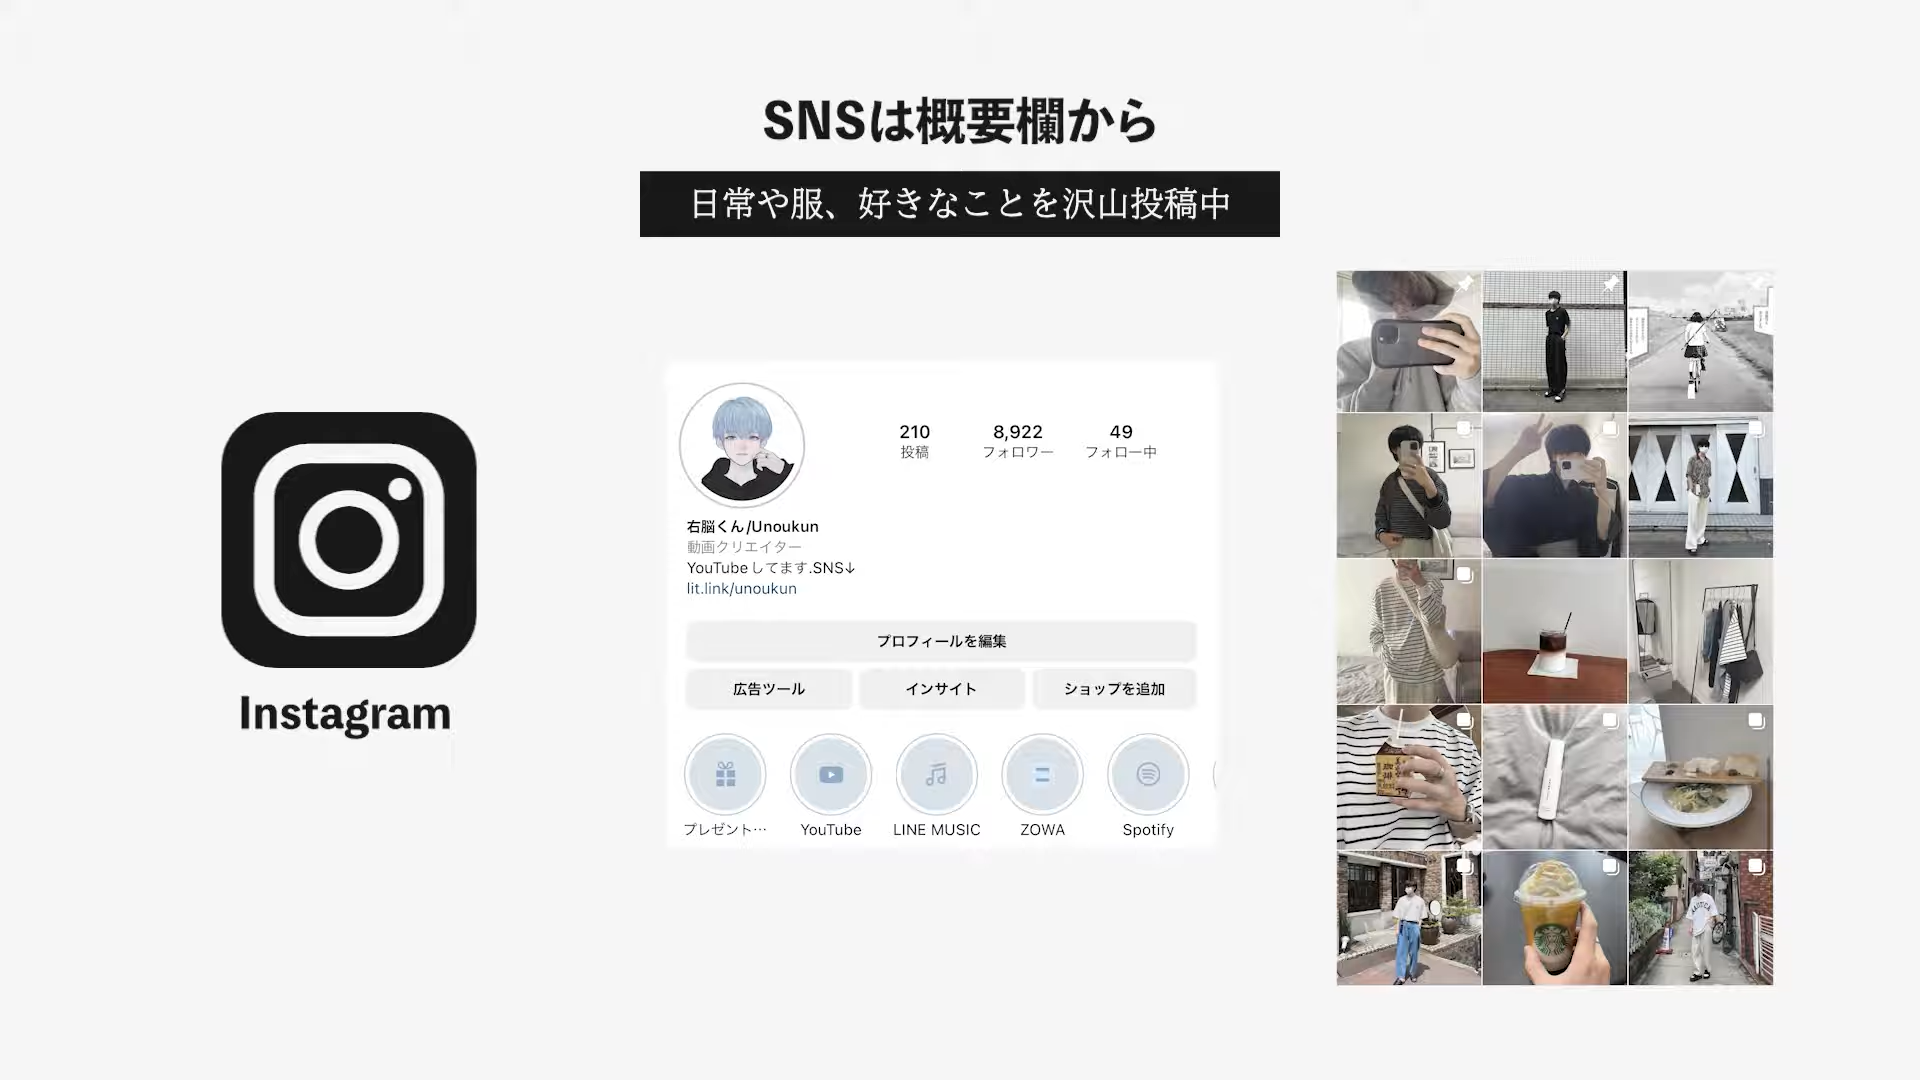 SNSは概要欄から
日常や服、好きなことを沢山投稿中
Instagram
210
投稿
8,922
フォロワー
49
フォロー中
右脳くん/Unoukun
動画クリエイター
YouTubeしてます.SNS↓
lit.link/unoukun
プロフィールを編集
広告ツール
インサイト
ショップを追加
プレゼント…
YouTube
LINE MUSIC
ZOWA
Spotify
珈琲